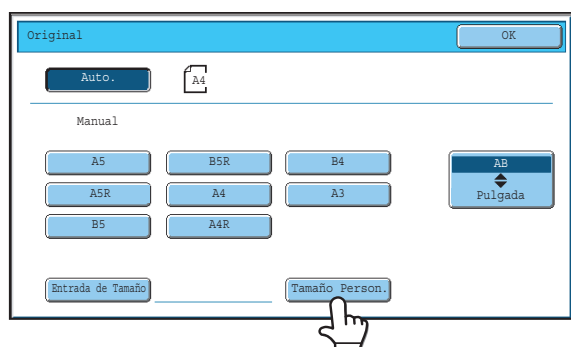 Original
OK
Auto.
A4
Manual
A5
B5R
B4
AB
A5R
A4
A3
Pulgada
B5
A4R
Entrada de Tamaño
Tamaño Person.